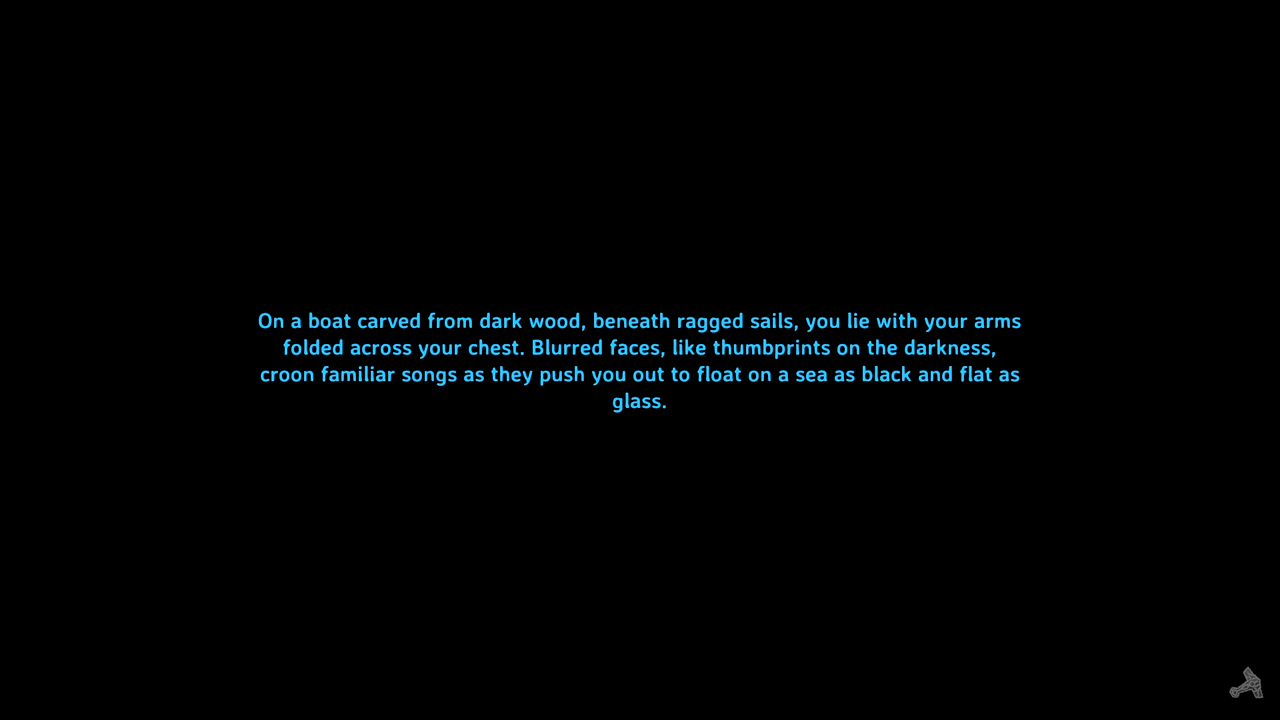 On a boat carved from dark wood, beneath ragged sails, you lie with your arms
folded across your chest. Blurred faces, like thumbprints on the darkness,
croon familiar songs as they push you out to float on a sea as black and flat as
glass.